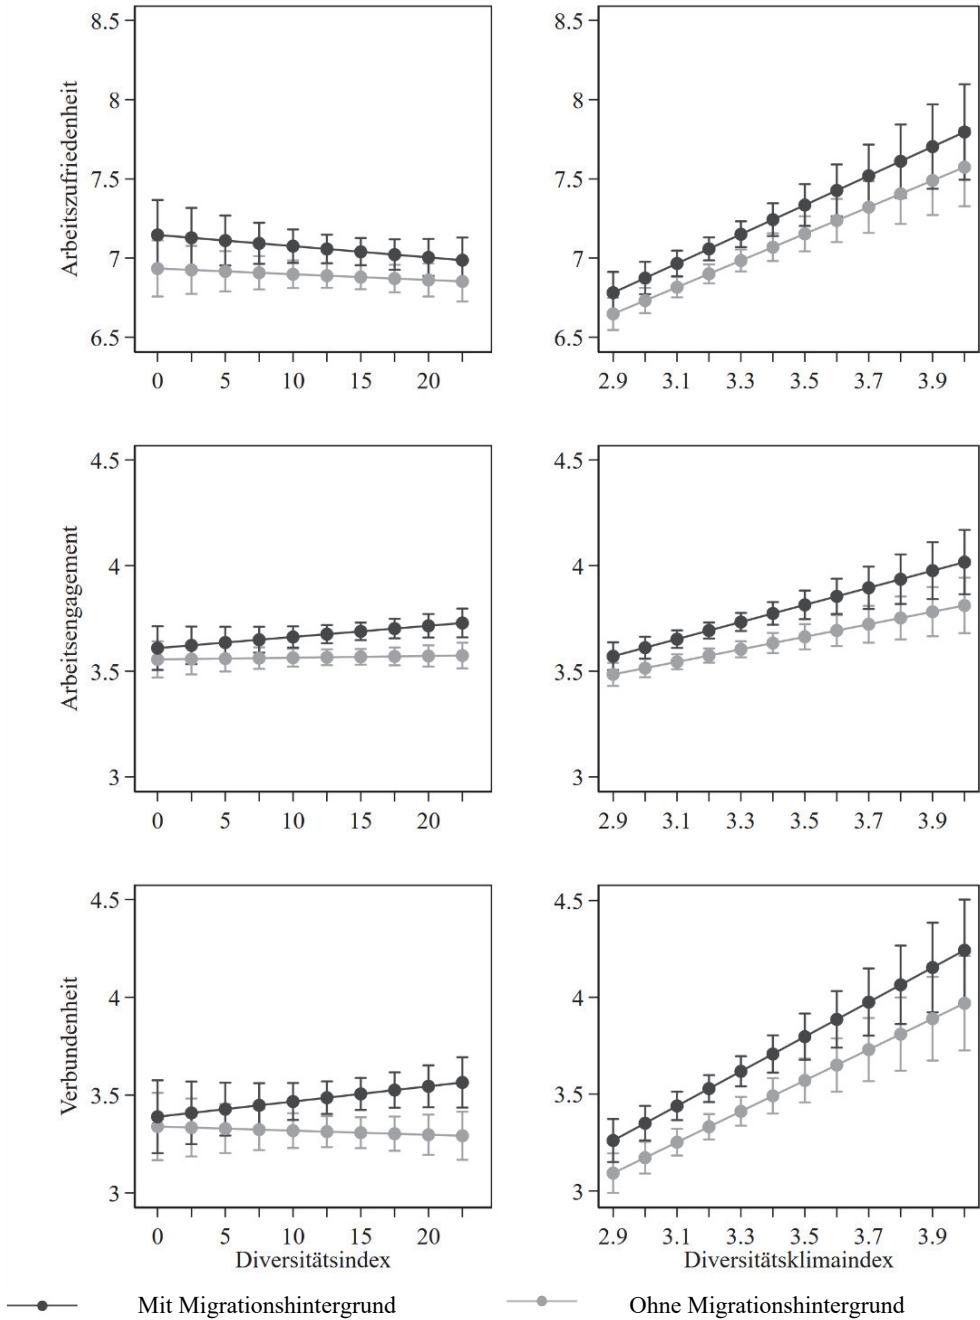 Arbeitszufriedenheit
8.5
8
7.5
7
6.5
0 5 10 15 20
8.5
8
7.5
7
6.5
2.9 3.1 3.3 3.5 3.7 3.9
Arbeitsengagement
4.5
4
3.5
3
0 5 10 15 20
4.5
4
3.5
3
2.9 3.1 3.3 3.5 3.7 3.9
Verbundenheit
4.5
4
3.5
3
0 5 10 15 20
Diversitätsindex
4.5
4
3.5
3
2.9 3.1 3.3 3.5 3.7 3.9
Diversitätsklimaindex
Mit Migrationshintergrund
Ohne Migrationshintergrund